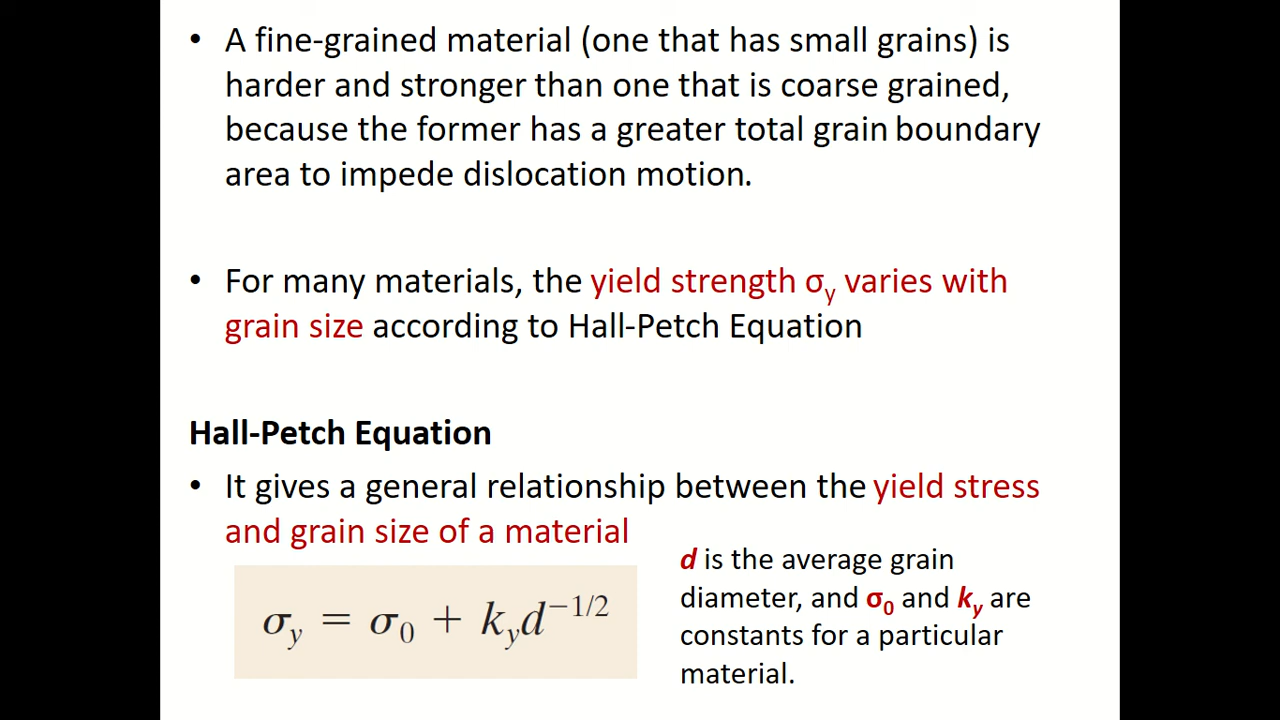 • A fine-grained material (one that has small grains) is
harder and stronger than one that is coarse grained,
because the former has a greater total grain boundary
area to impede dislocation motion.
• For many materials, the yield strength σy varies with
grain size according to Hall-Petch Equation
Hall-Petch Equation
• It gives a general relationship between the yield stress
and grain size of a material
σy = σ0 + kyd−1/2
d is the average grain
diameter, and σ0 and ky are
constants for a particular
material.